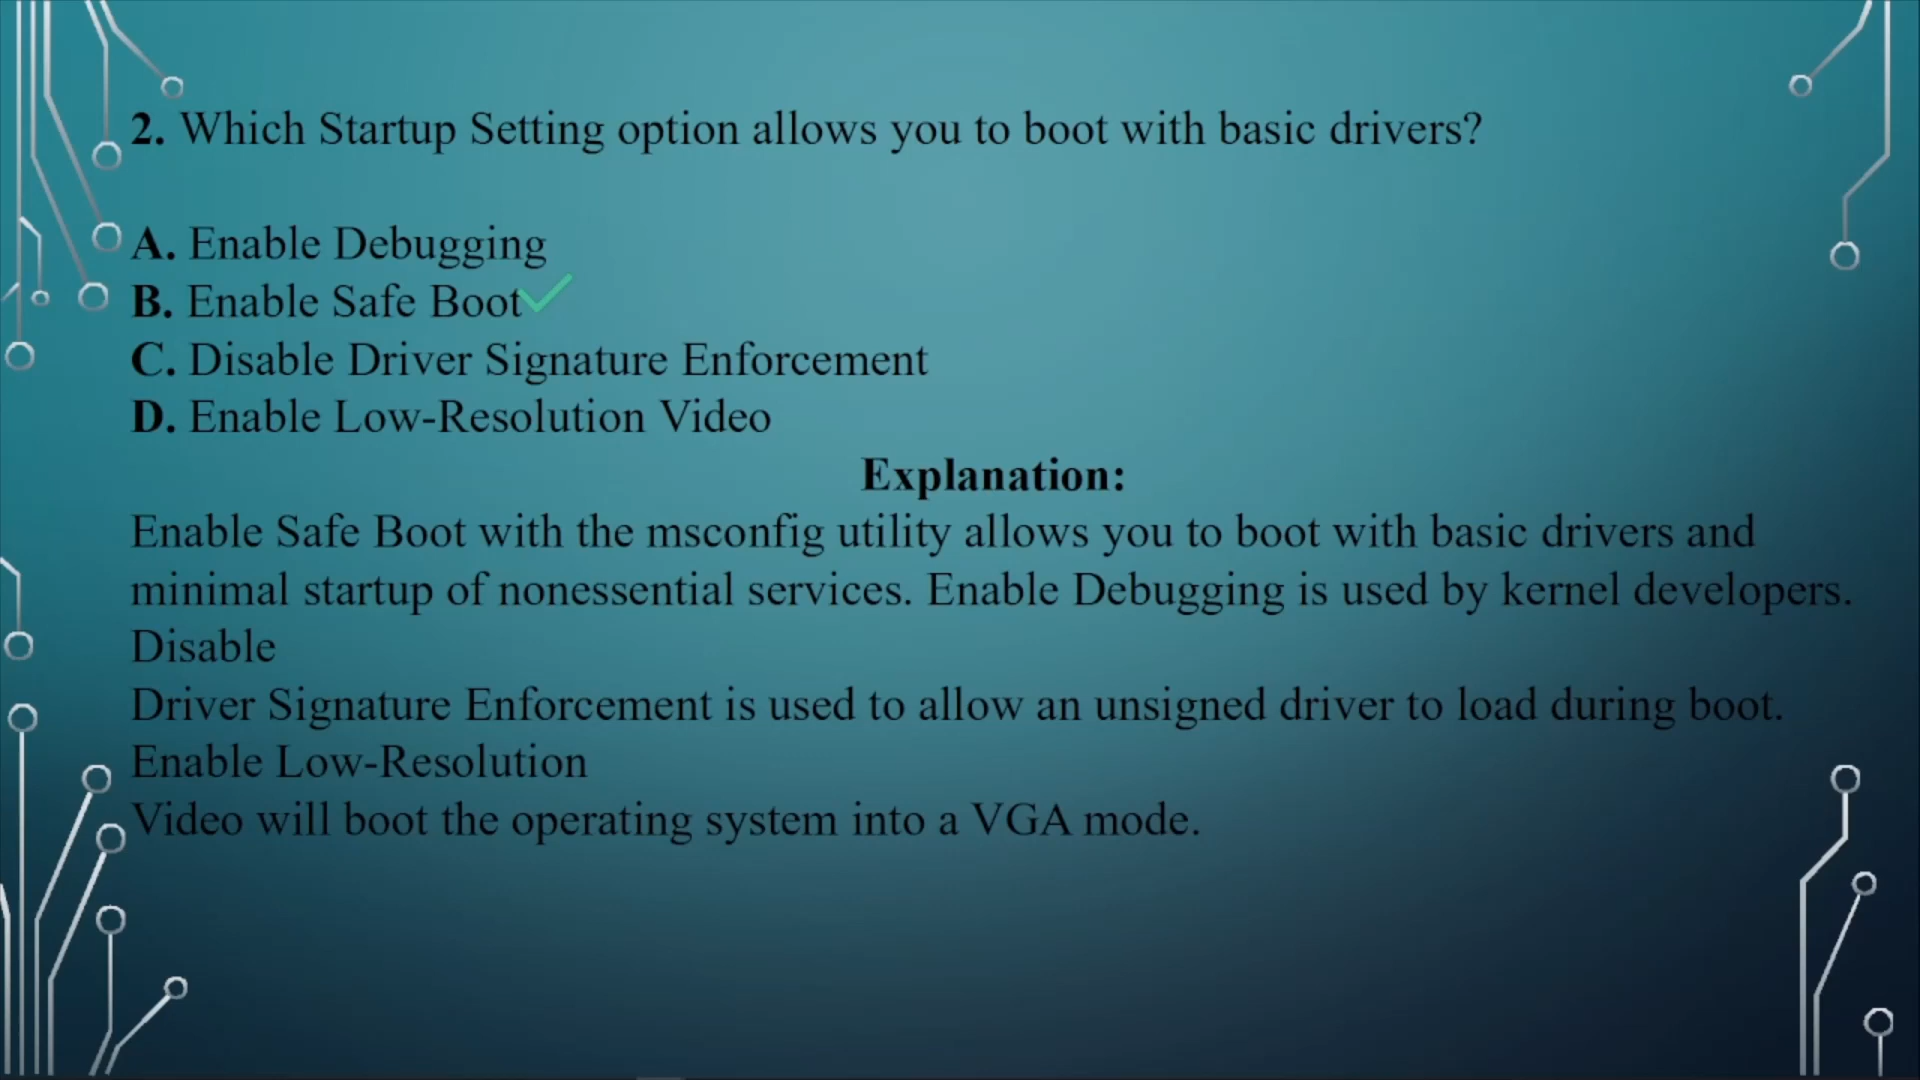 2. Which Startup Setting option allows you to boot with basic drivers?
A. Enable Debugging
B. Enable Safe Boot
C. Disable Driver Signature Enforcement
D. Enable Low-Resolution Video
Explanation:
Enable Safe Boot with the msconfig utility allows you to boot with basic drivers and
minimal startup of nonessential services. Enable Debugging is used by kernel developers.
Disable
Driver Signature Enforcement is used to allow an unsigned driver to load during boot.
Enable Low-Resolution
Video will boot the operating system into a VGA mode.